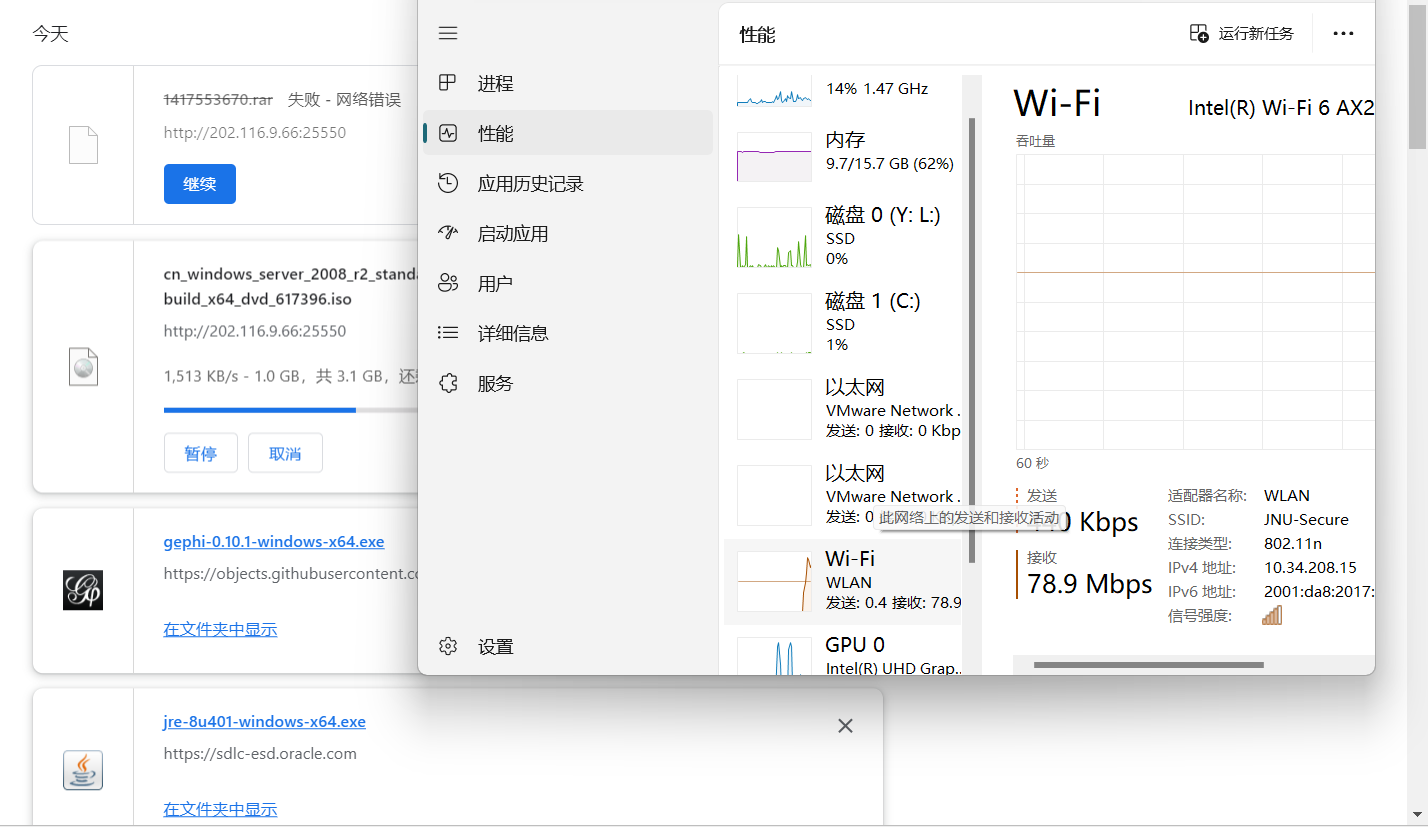 今天
1417553670.rar 失败 - 网络错误
http://202.116.9.66:25550
继续
cn_windows_server_2008_r2_stand
build_x64_dvd_617396.iso
http://202.116.9.66:25550
1,513 KB/s - 1.0 GB，共 3.1 GB，还
暂停 取消
gephi-0.10.1-windows-x64.exe
https://objects.githubusercontent.c
在文件夹中显示
jre-8u401-windows-x64.exe
https://sdlc-esd.oracle.com
在文件夹中显示
进程
性能
应用历史记录
启动应用
用户
详细信息
服务
设置
性能
运行新任务
14% 1.47 GHz
内存
9.7/15.7 GB (62%)
磁盘 0 (Y: L:)
SSD
0%
磁盘 1 (C:)
SSD
1%
以太网
VMware Network .
发送: 0 接收: 0 Kbp
以太网
VMware Network .
发送: 0
此网络上的发送和接收活动
Wi-Fi
WLAN
发送: 0.4 接收: 78.9
GPU 0
Intel(R) UHD Grap..
Wi-Fi
Intel(R) Wi-Fi 6 AX2
吞吐量
60 秒
发送
Kbps
接收
78.9 Mbps
适配器名称: WLAN
SSID: JNU-Secure
连接类型: 802.11n
IPv4 地址: 10.34.208.15
IPv6 地址: 2001:da8:2017:
信号强度: